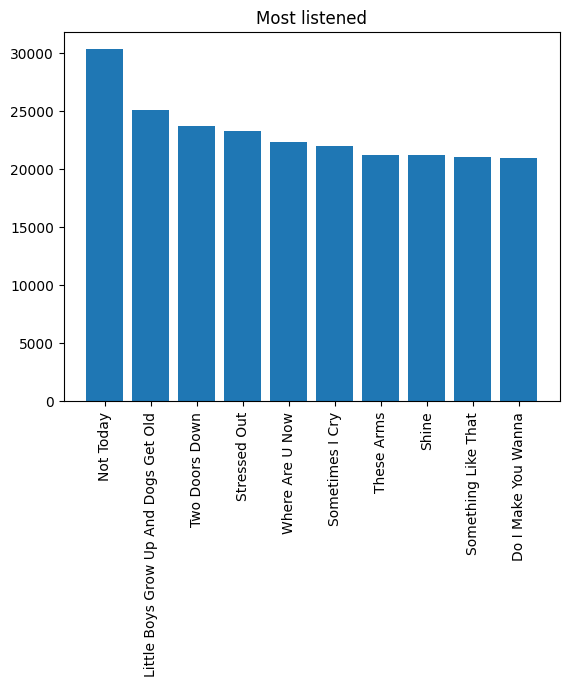 Most listened
30000
25000
20000
15000
10000
5000
0
Not Today
Little Boys Grow Up And Dogs Get Old
Two Doors Down
Stressed Out
Where Are U Now
Sometimes I Cry
These Arms
Shine
Something Like That
Do I Make You Wanna